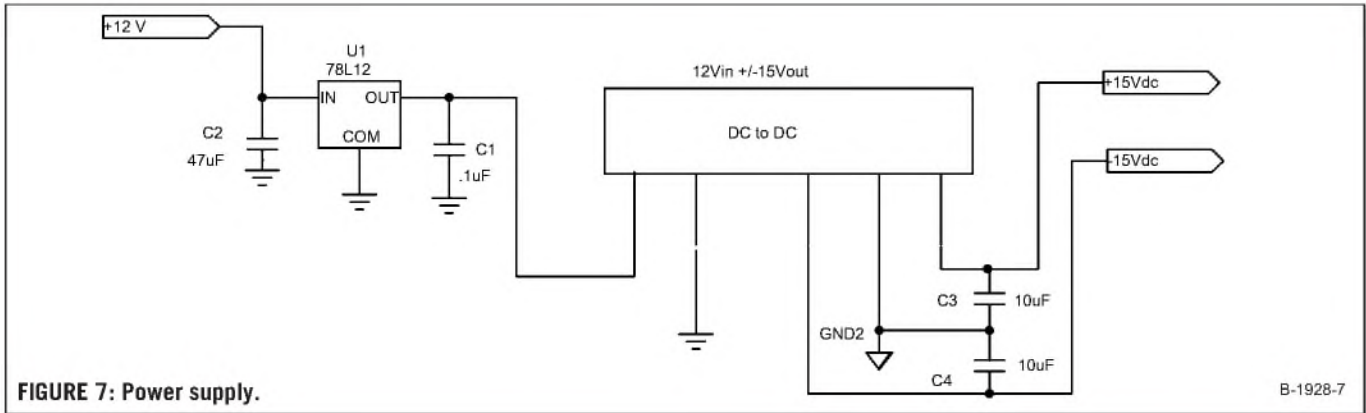 +12 V
U1
78L12
IN OUT
COM
C2
47uF
C1
.1uF
12Vin +/-15Vout
DC to DC
+15Vdc
-15Vdc
C3 10uF
GND2
C4 10uF
FIGURE 7: Power supply.
B-1928-7